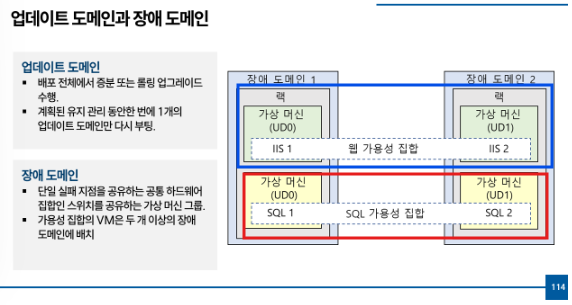 업데이트 도메인과 장애 도메인
업데이트 도메인
▪ 배포 전체에서 증분 또는 롤링 업그레이드
수행.
▪ 계획된 유지 관리 동안한 번에 1개의
업데이트 도메인만 다시 부팅.
장애 도메인
▪ 단일 실패 지점을 공유하는 공통 하드웨어
집합인 스위치를 공유하는 가상 머신 그룹.
▪ 가용성 집합의 VM은 두 개 이상의 장애
도메인에 배치
장애 도메인 1
랙
가상 머신
(UD0)
IIS 1
장애 도메인 2
랙
가상 머신
(UD1)
IIS 2
웹 가용성 집합
가상 머신
(UD0)
SQL 1
SQL 가용성 집합
가상 머신
(UD1)
SQL 2
114